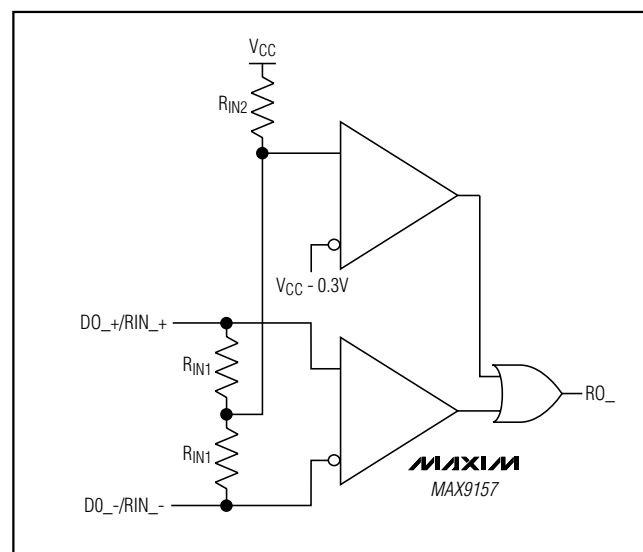 VCC
RIN2
VCC - 0.3V
DO_+/RIN_+
RIN1
RO_
RIN1
MAXIM
MAX9157
DO_-/RIN_-